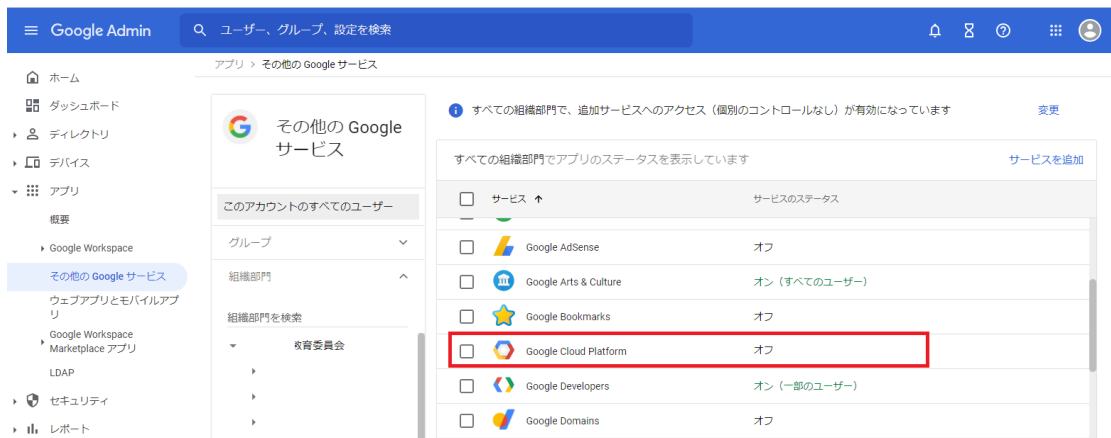 Google Admin
ユーザー、グループ、設定を検索
ホーム
ダッシュボード
ディレクトリ
デバイス
アプリ
概要
Google Workspace
その他の Google サービス
ウェブアプリとモバイルアプ
リ
Google Workspace
Marketplace アプリ
LDAP
セキュリティ
レポート
アプリ > その他の Google サービス
その他の Google
サービス
このアカウントのすべてのユーザー
グループ
組織部門
組織部門を検索
教育委員会
すべての組織部門で、追加サービスへのアクセス（個別のコントロールなし）が有効になっています
変更
すべての組織部門でアプリのステータスを表示しています
サービスを追加
サービス ↑ サービスのステータス
Google AdSense オフ
Google Arts & Culture オン（すべてのユーザー）
Google Bookmarks オフ
Google Cloud Platform オフ
Google Developers オン（一部のユーザー）
Google Domains オフ